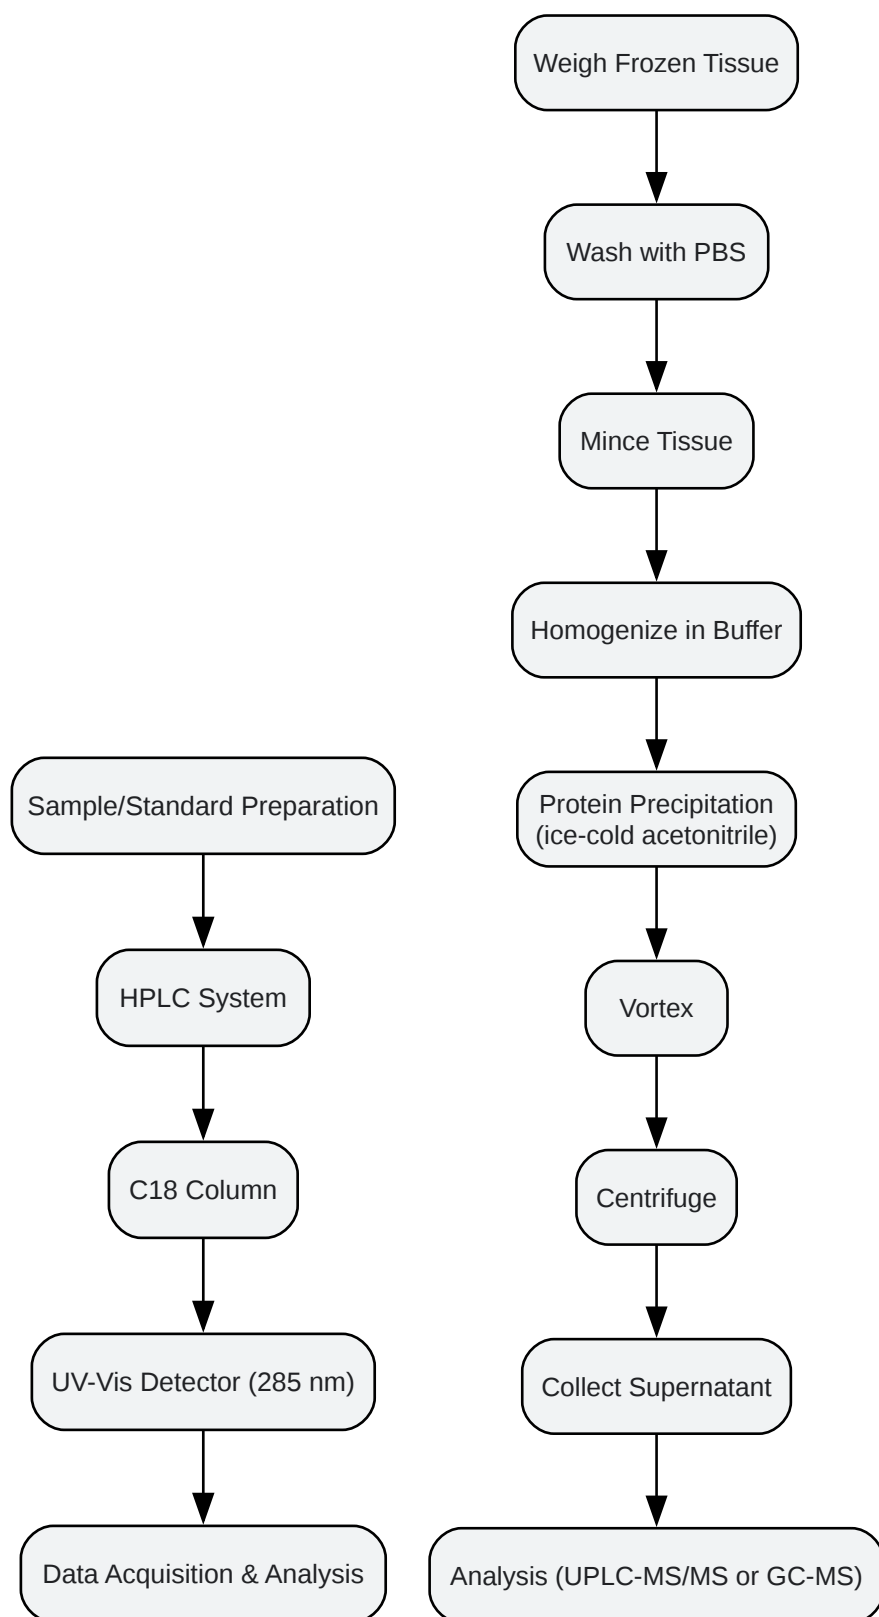 Weigh Frozen Tissue
Wash with PBS
Mince Tissue
Homogenize in Buffer
Protein Precipitation
(ice-cold acetonitrile)
Vortex
Centrifuge
Collect Supernatant
Analysis (UPLC-MS/MS or GC-MS)
Sample/Standard Preparation
HPLC System
C18 Column
UV-Vis Detector (285 nm)
Data Acquisition & Analysis